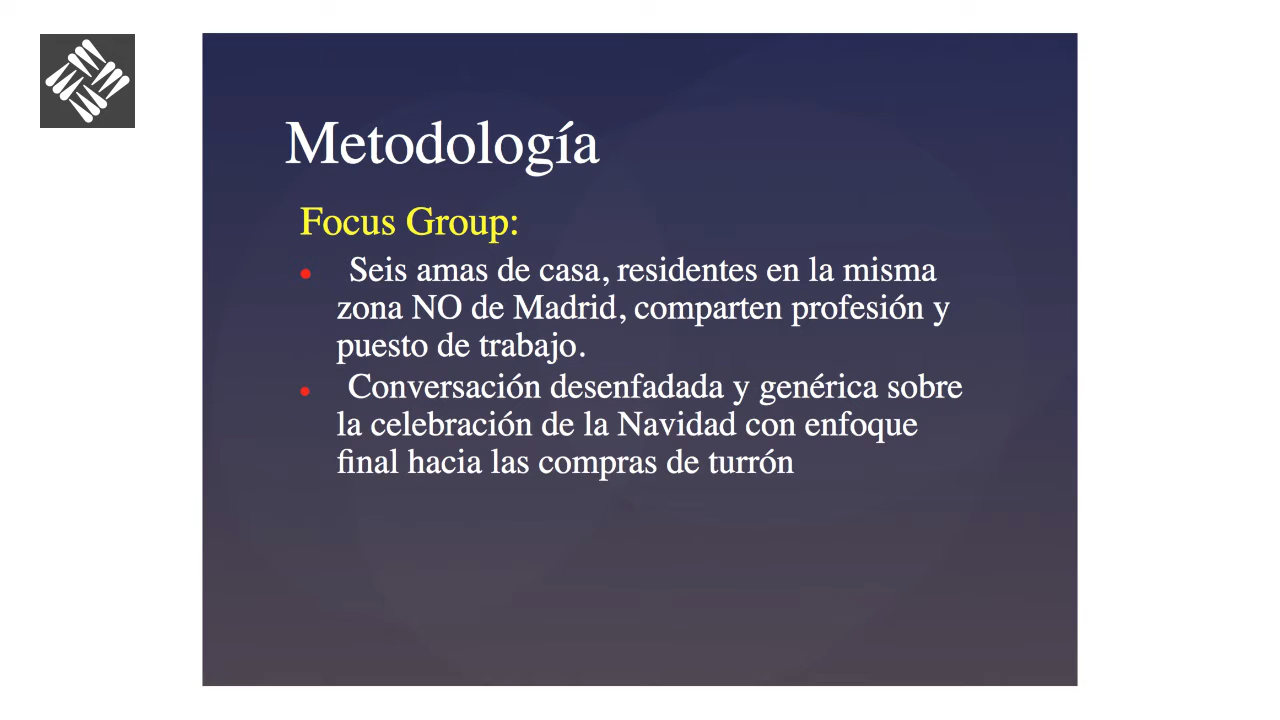 Metodología
Focus Group:
• Seis amas de casa, residentes en la misma
zona NO de Madrid, comparten profesión y
puesto de trabajo.
• Conversación desenfadada y genérica sobre
la celebración de la Navidad con enfoque
final hacia las compras de turrón